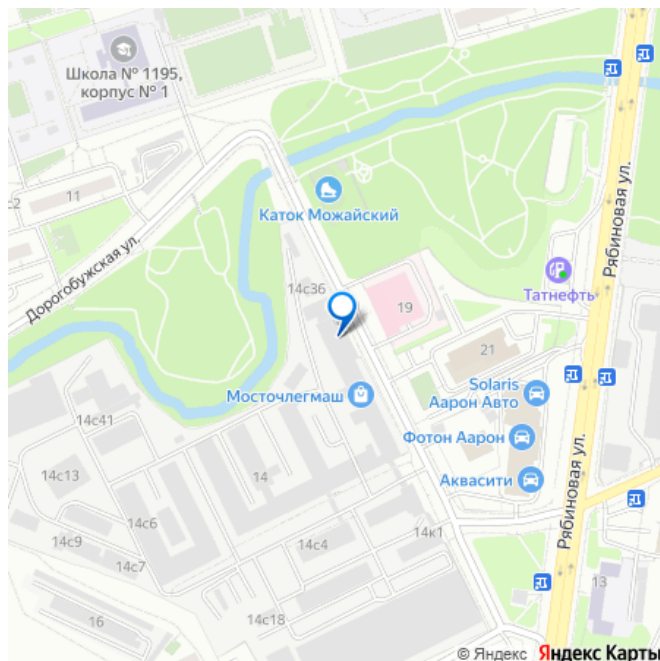 Школа № 1195,
корпус № 1
11
с2
Дорогобужская ул.
Каток Можайский
Рябиновая ул.
Татнефть
14с36
19
21
Solaris
Аарон Авто
Мосточлегмаш
Фотон Аарон
Аквасити
14с41
14с13
14
14с6
14с9
14с7
14с4
14к1
14с18
16
Рябиновая ул.
13
© Яндекс Яндекс Карты